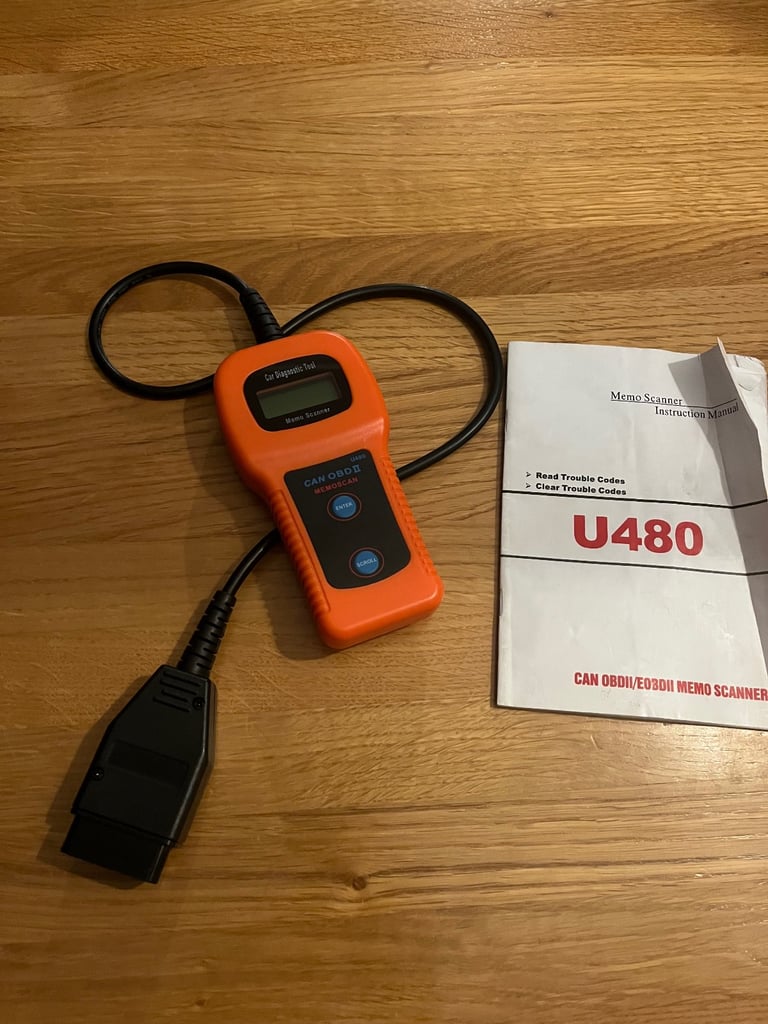 Car Diagnostic Tool
Memo Scanner
U480
CAN OBDII
MEMOSCAN
ENTER
SCROLL
Memo Scanner
Instruction Manual
➢ Read Trouble Codes
➢ Clear Trouble Codes
U480
CAN OBDII/EOBDII MEMO SCANNER